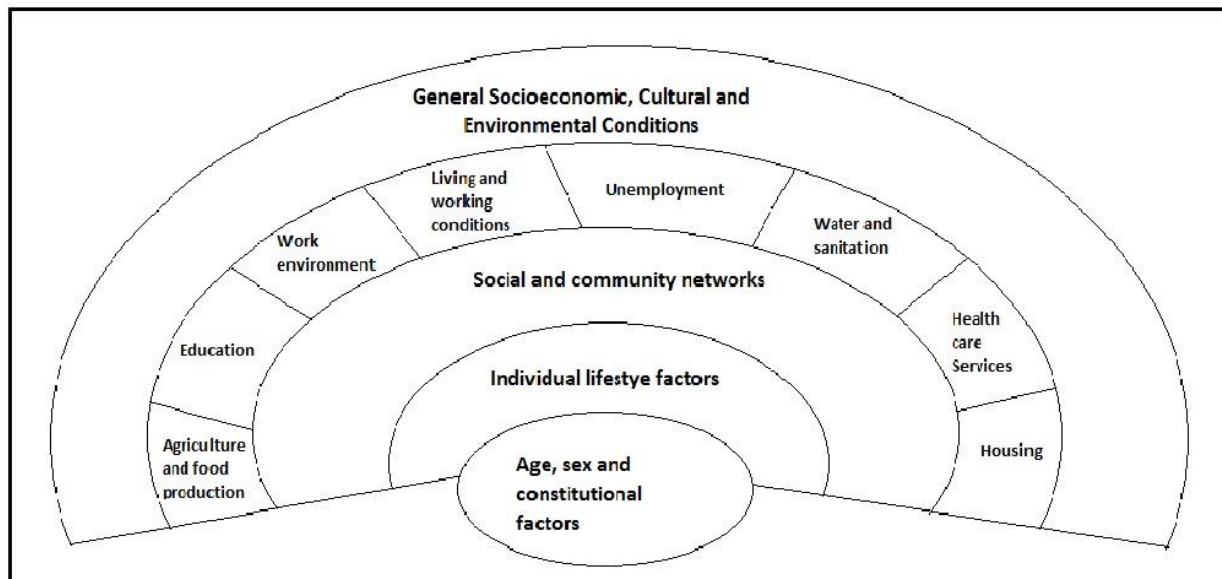 General Socioeconomic, Cultural and
Environmental Conditions
Living and
working
conditions
Unemployment
Work
environment
Water and
sanitation
Social and community networks
Education
Health
care
Services
Individual lifestye factors
Agriculture
and food
production
Housing
Age, sex and
constitutional
factors